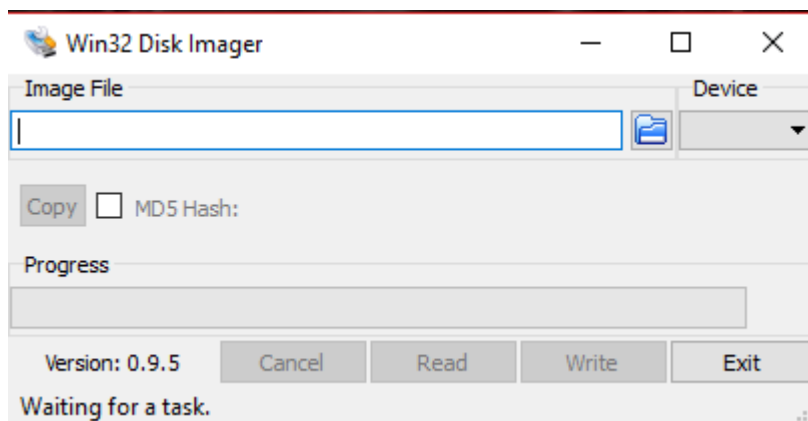 Win32 Disk Imager
Image File
Device
Copy
MD5 Hash:
Progress
Version: 0.9.5
Cancel
Read
Write
Exit
Waiting for a task.